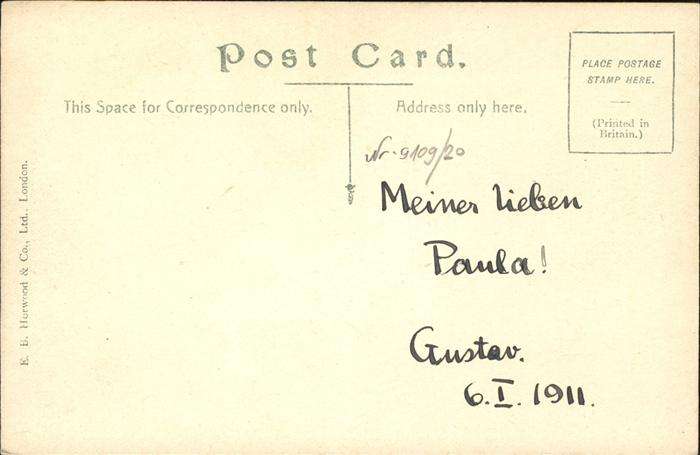 Post Card.
This Space for Correspondence only.
Address only here.
PLACE POSTAGE
STAMP HERE.
(Printed in
Britain.)
Nr. 9109/20
Meiner lieben
Paula!
Gustav.
6.I. 1911.
E. B. Horwood & Co., Ltd., London.